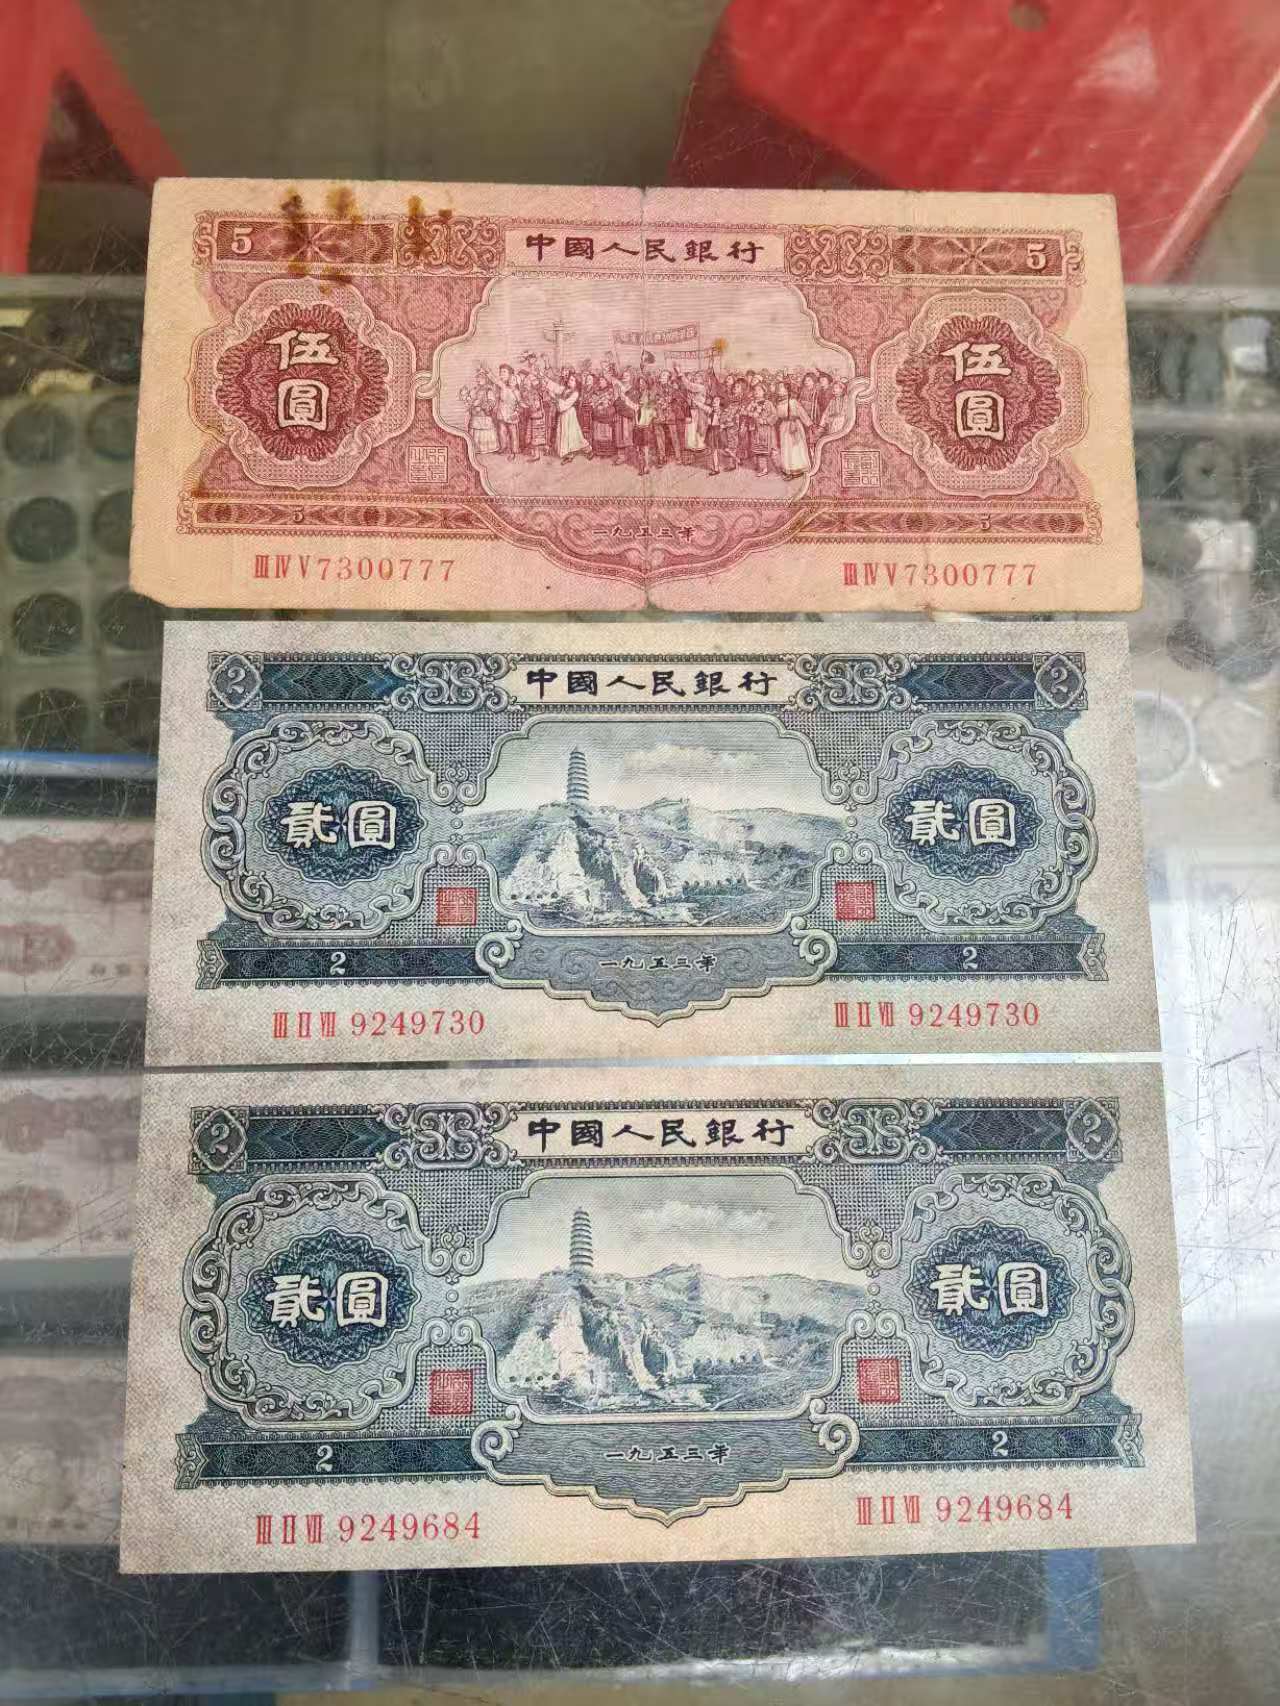 5 中國人民銀行 5
伍圓 伍圓
一九五三年
5 5
ⅢⅣⅤ7300777 ⅢⅣⅤ7300777
2 中國人民銀行 2
貳圓 貳圓
2 一九五三年 2
ⅢⅡⅦ 9249730 ⅢⅡⅦ 9249730
2 中國人民銀行 2
貳圓 貳圓
2 一九五三年 2
ⅢⅡⅦ 9249684 ⅢⅡⅦ 9249684